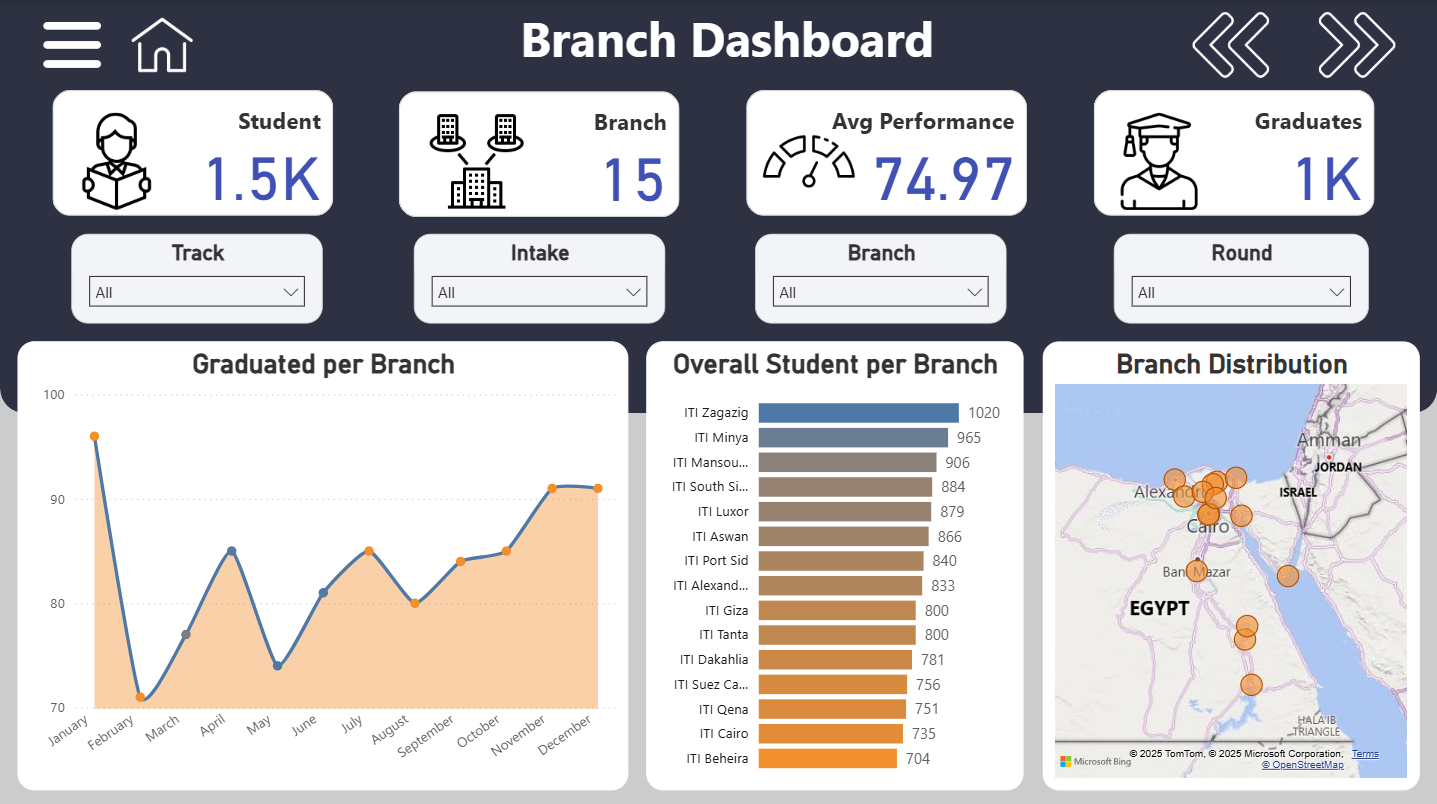 Branch Dashboard
Student
1.5K
Branch
15
Avg Performance
74.97
Graduates
1K
Track
All
Intake
All
Branch
All
Round
All
Graduated per Branch
100
90
80
70
January
February
March
April
May
June
July
August
September
October
November
December
Overall Student per Branch
ITI Zagazig 1020
ITI Minya 965
ITI Mansou... 906
ITI South Si... 884
ITI Luxor 879
ITI Aswan 866
ITI Port Sid 840
ITI Alexand... 833
ITI Giza 800
ITI Tanta 800
ITI Dakahlia 781
ITI Suez Ca... 756
ITI Qena 751
ITI Cairo 735
ITI Beheira 704
Branch Distribution
Amman
JORDAN
ISRAEL
Cairo
Mazar
EGYPT
HALA'IB
TRIANGLE
© 2025 TomTom, © 2025 Microsoft Corporation, Terms
© OpenStreetMap
Microsoft Bing